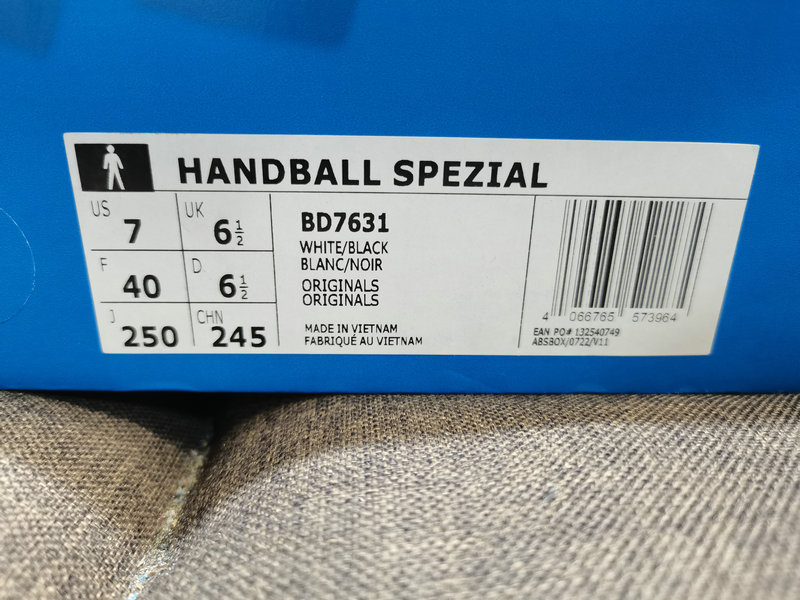 HANDBALL SPEZIAL
US 7 UK 6½
F 40 D 6½
J 250 CHN 245
BD7631
WHITE/BLACK
BLANC/NOIR
ORIGINALS
ORIGINALS
MADE IN VIETNAM
FABRIQUÉ AU VIETNAM
4 066765 573964
EAN PO# 132540749
ABSBOX/0722/V11